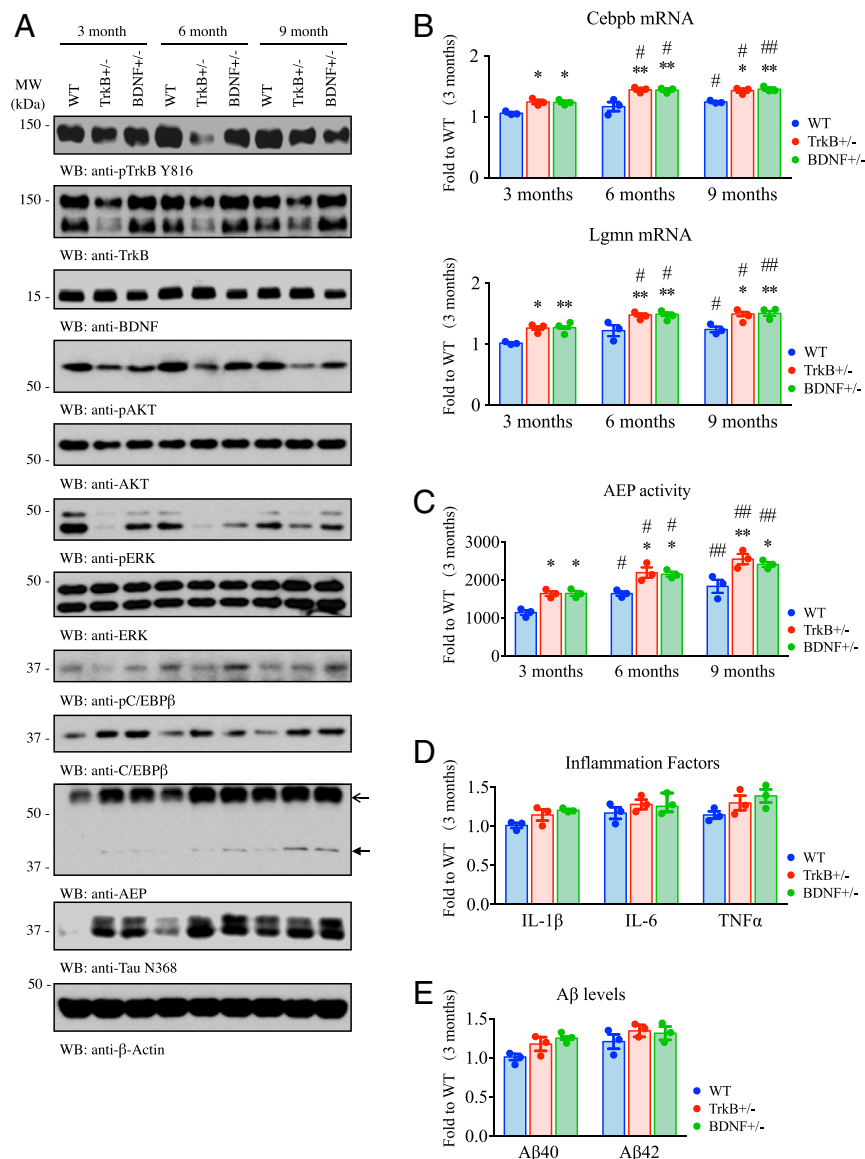 A
3 month
6 month
9 month
MW
(kDa)
WT
TrkB+/-
BDNF+/-
WT
TrkB+/-
BDNF+/-
WT
TrkB+/-
BDNF+/-
150 -
WB: anti-pTrkB Y816
150 -
WB: anti-TrkB
15 -
WB: anti-BDNF
50 -
WB: anti-pAKT
50 -
WB: anti-AKT
50 -
WB: anti-pERK
50 -
WB: anti-ERK
37 -
WB: anti-pC/EBPβ
37 -
WB: anti-C/EBPβ
50 -
37 -
WB: anti-AEP
37 -
WB: anti-Tau N368
50 -
WB: anti-β-Actin
B
Cebpb mRNA
Fold to WT (3 months)
2
1
0
* *
# #
** **
#
# ##
* **
3 months 6 months 9 months
WT
TrkB+/-
BDNF+/-
Lgmn mRNA
Fold to WT (3 months)
2
1
0
* **
# #
** **
#
# ##
* **
3 months 6 months 9 months
WT
TrkB+/-
BDNF+/-
C
AEP activity
Fold to WT (3 months)
3000
2000
1000
0
* *
#
# #
* *
##
## ##
** *
3 months 6 months 9 months
WT
TrkB+/-
BDNF+/-
D
Inflammation Factors
Fold to WT (3 months)
1.5
1.0
0.5
0.0
IL-1β IL-6 TNFα
WT
TrkB+/-
BDNF+/-
E
Aβ levels
Fold to WT (3 months)
1.5
1.0
0.5
0.0
Aβ40 Aβ42
WT
TrkB+/-
BDNF+/-